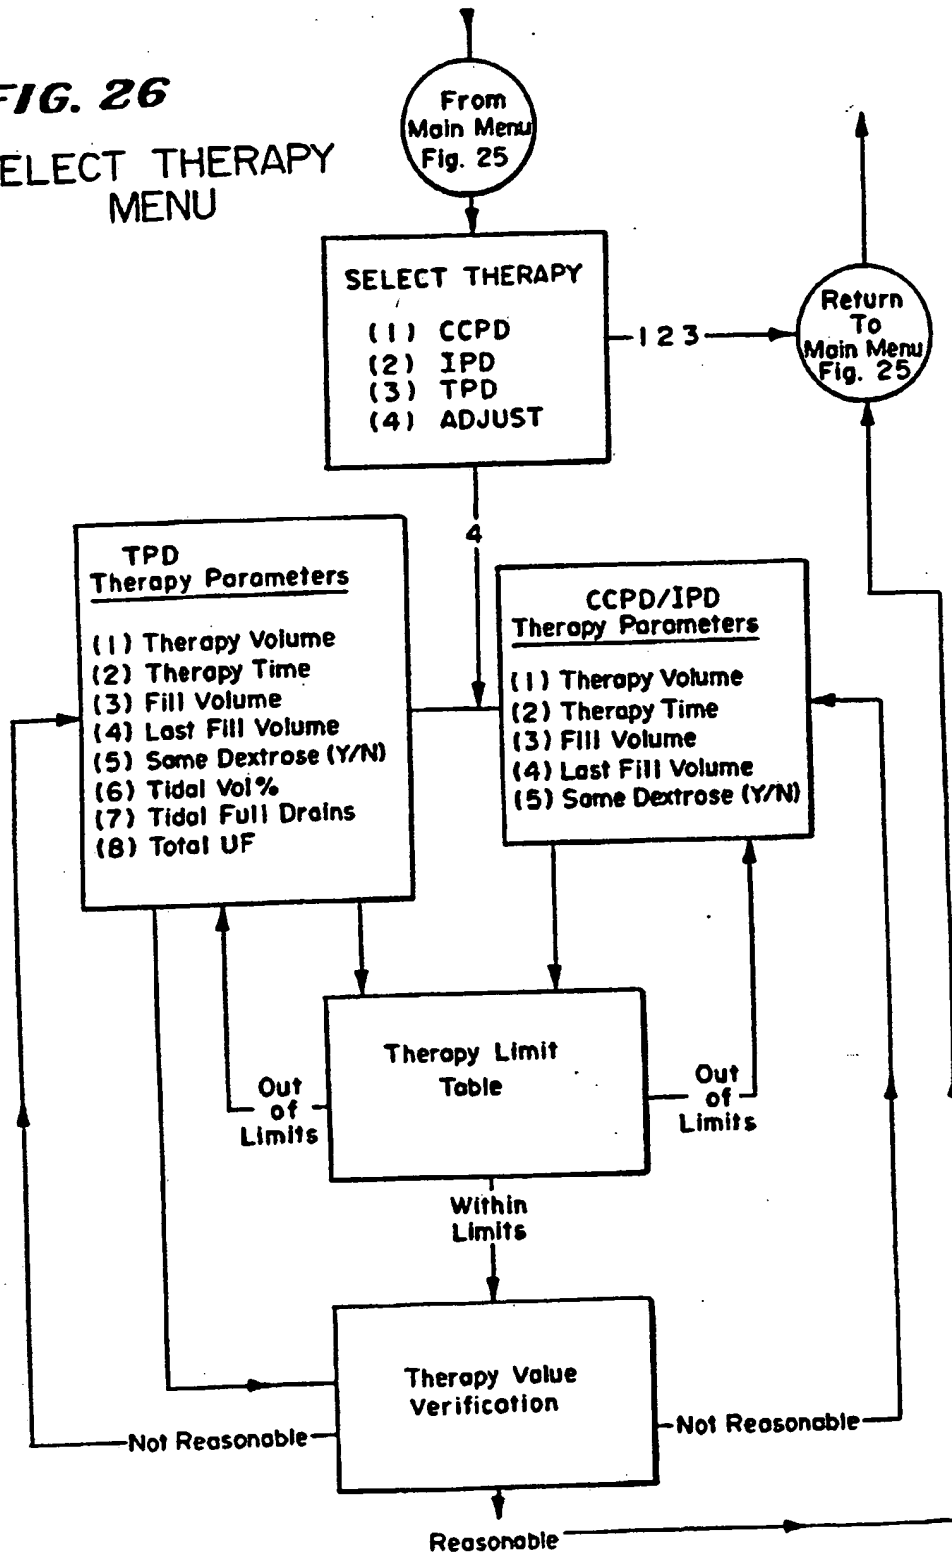 FIG. 26
ELECT THERAPY
MENU
From
Main Menu
Fig. 25
SELECT THERAPY
(1) CCPD
(2) IPD
(3) TPD
(4) ADJUST
1 2 3
Return
To
Main Menu
Fig. 25
4
TPD
Therapy Parameters
(1) Therapy Volume
(2) Therapy Time
(3) Fill Volume
(4) Last Fill Volume
(5) Same Dextrose (Y/N)
(6) Tidal Vol%
(7) Tidal Full Drains
(8) Total UF
CCPD/IPD
Therapy Parameters
(1) Therapy Volume
(2) Therapy Time
(3) Fill Volume
(4) Last Fill Volume
(5) Same Dextrose (Y/N)
Therapy Limit
Table
Out
of
Limits
Out
of
Limits
Within
Limits
Therapy Value
Verification
Not Reasonable
Not Reasonable
Reasonable